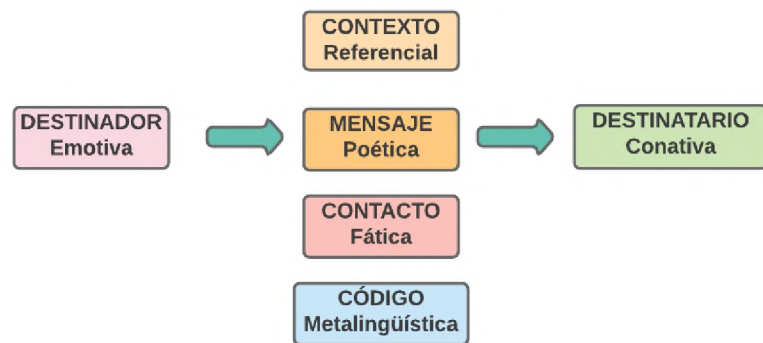 CONTEXTO
Referencial
DESTINADOR
Emotiva
MENSAJE
Poética
DESTINATARIO
Conativa
CONTACTO
Fática
CÓDIGO
Metalingüística